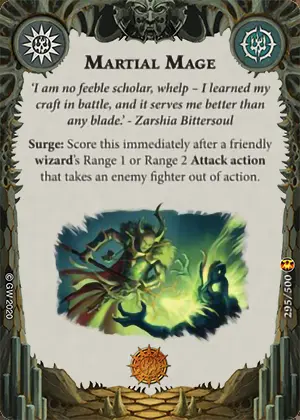 MARTIAL MAGE
‘I am no feeble scholar, whelp – I learned my
craft in battle, and it serves me better than
any blade.’ - Zarshia Bittersoul
Surge: Score this immediately after a friendly
wizard’s Range 1 or Range 2 Attack action
that takes an enemy fighter out of action.
© GW 2020
295/500